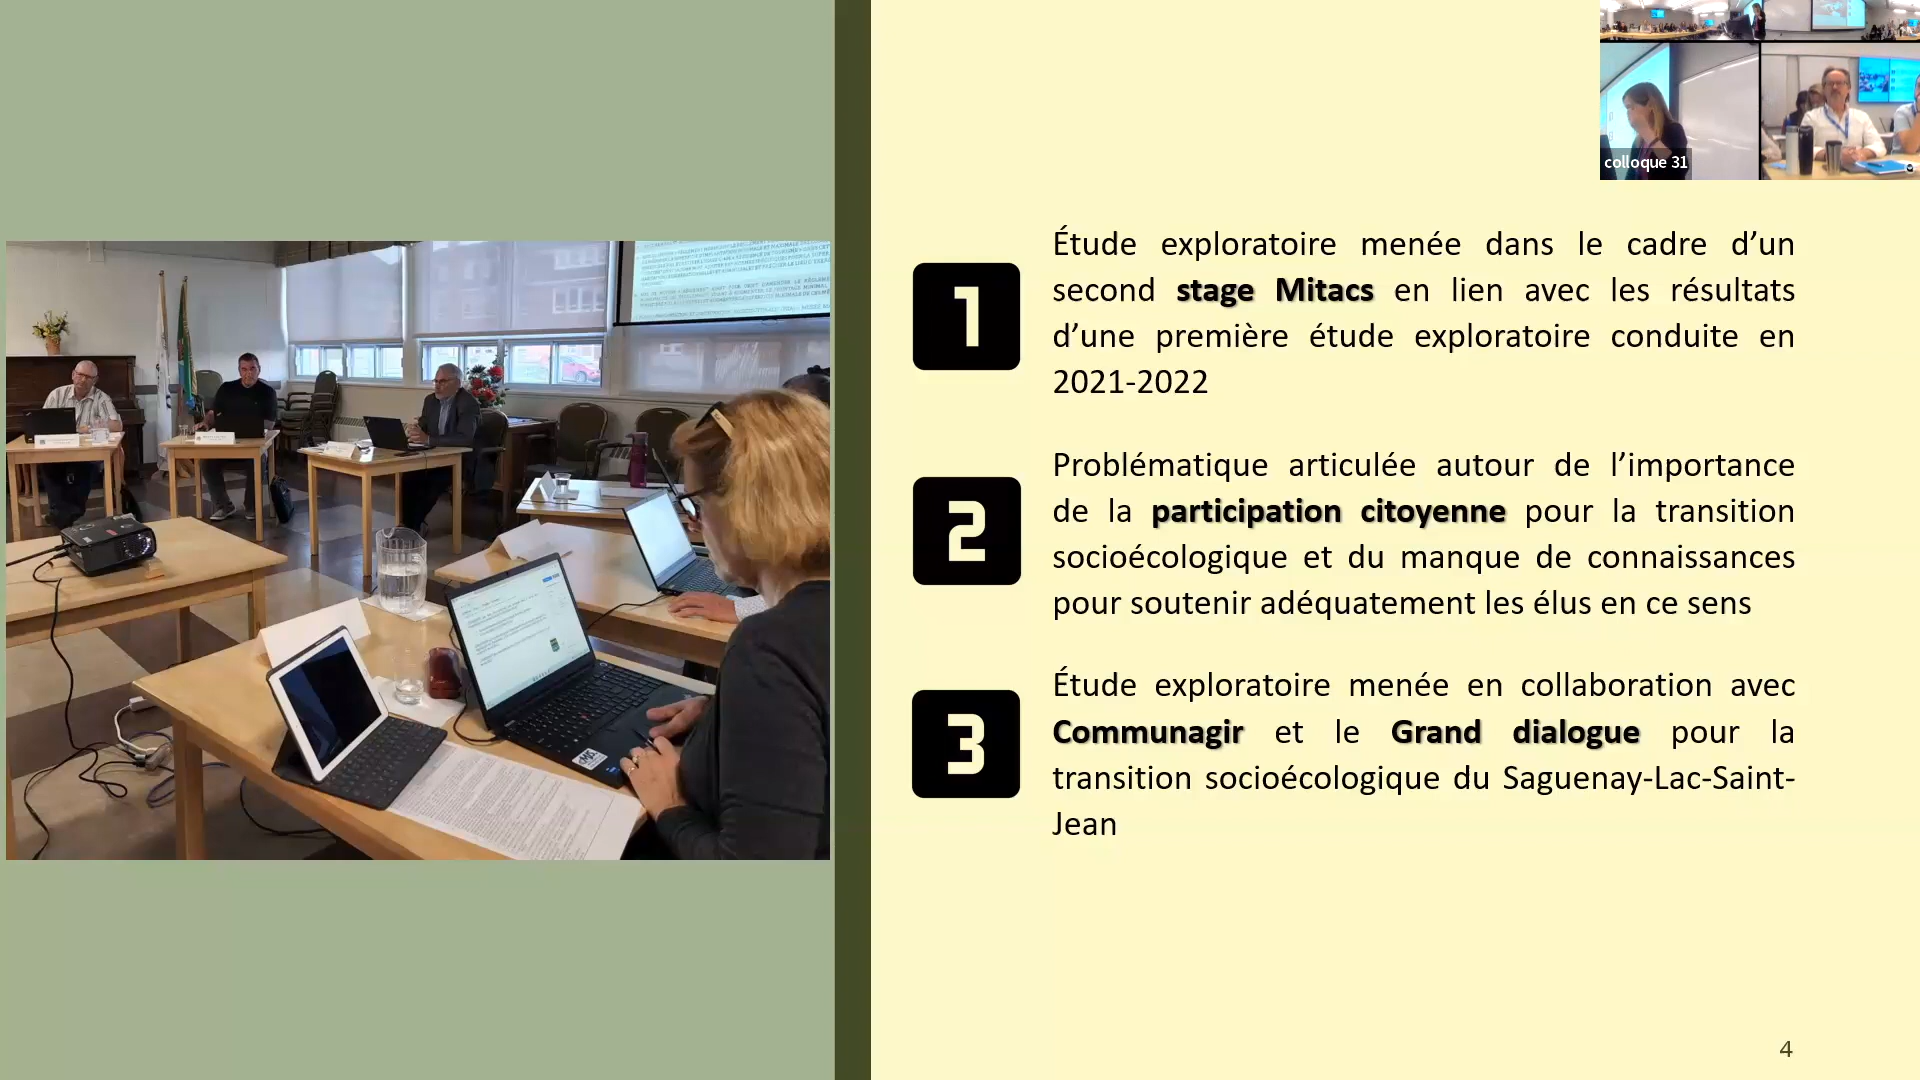 colloque 31
1
Étude exploratoire menée dans le cadre d’un
second stage Mitacs en lien avec les résultats
d’une première étude exploratoire conduite en
2021-2022
2
Problématique articulée autour de l’importance
de la participation citoyenne pour la transition
socioécologique et du manque de connaissances
pour soutenir adéquatement les élus en ce sens
3
Étude exploratoire menée en collaboration avec
Communagir et le Grand dialogue pour la
transition socioécologique du Saguenay-Lac-Saint-
Jean
4